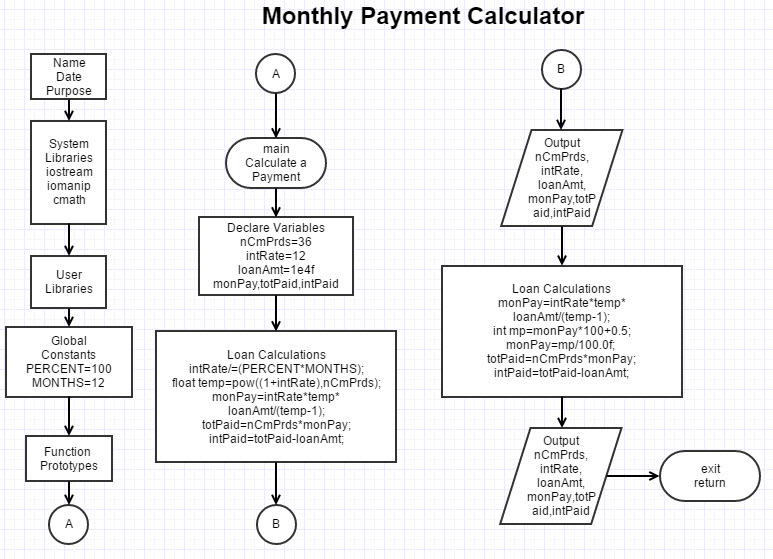 Monthly Payment Calculator
Name
Date
Purpose
System
Libraries
iostream
iomanip
cmath
User
Libraries
Global
Constants
PERCENT=100
MONTHS=12
Function
Prototypes
A
A
main
Calculate a
Payment
Declare Variables
nCmPrds=36
intRate=12
loanAmt=1e4f
monPay,totPaid,intPaid
Loan Calculations
intRate/=(PERCENT*MONTHS);
float temp=pow((1+intRate),nCmPrds);
monPay=intRate*temp*
loanAmt/(temp-1);
totPaid=nCmPrds*monPay;
intPaid=totPaid-loanAmt;
B
B
Output
nCmPrds,
intRate,
loanAmt,
monPay,totP
aid,intPaid
Loan Calculations
monPay=intRate*temp*
loanAmt/(temp-1);
int mp=monPay*100+0.5;
monPay=mp/100.0f;
totPaid=nCmPrds*monPay;
intPaid=totPaid-loanAmt;
Output
nCmPrds,
intRate,
loanAmt,
monPay,totP
aid,intPaid
exit
return